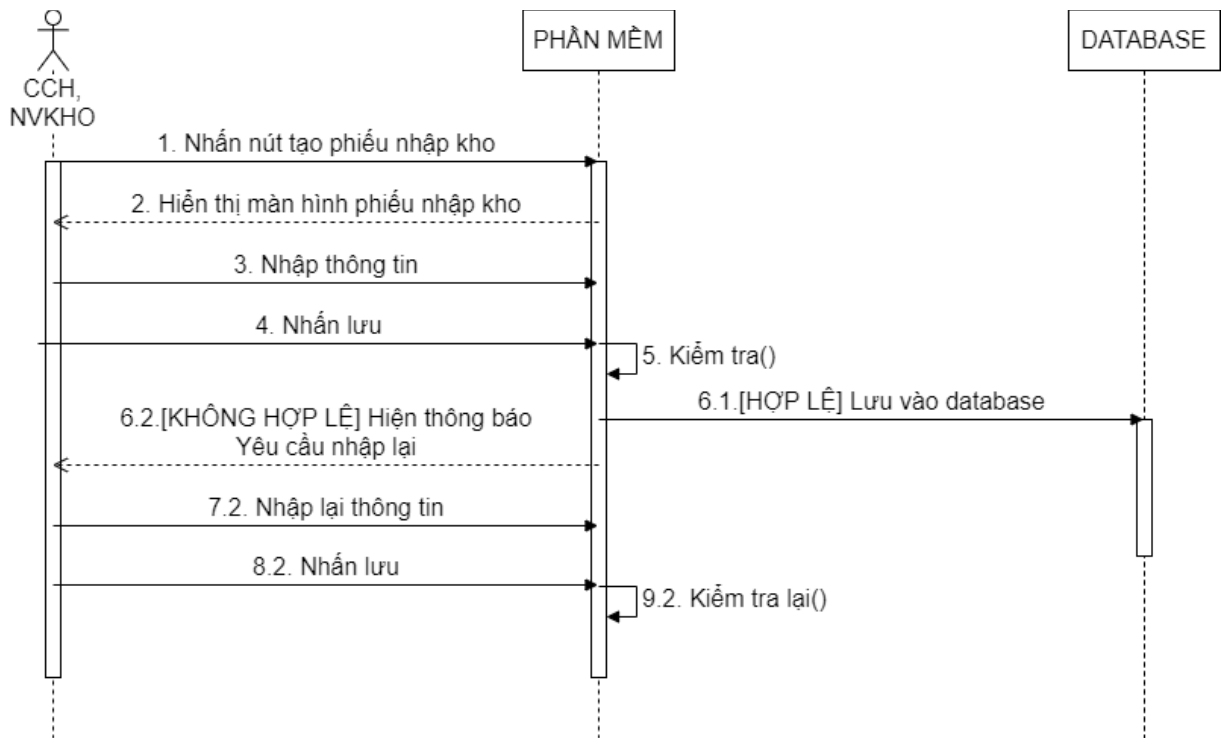 PHẦN MỀM
DATABASE
CCH,
NVKHO
1. Nhấn nút tạo phiếu nhập kho
2. Hiển thị màn hình phiếu nhập kho
3. Nhập thông tin
4. Nhấn lưu
5. Kiểm tra()
6.1.[HỢP LỆ] Lưu vào database
6.2.[KHÔNG HỢP LỆ] Hiện thông báo
Yêu cầu nhập lại
7.2. Nhập lại thông tin
8.2. Nhấn lưu
9.2. Kiểm tra lại()